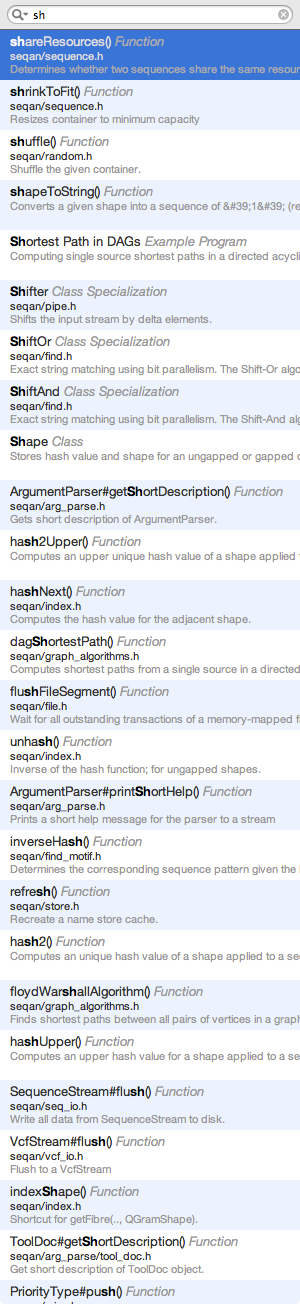 sh
shareResources() Function
seqan/sequence.h
Determines whether two sequences share the same resour
shrinkToFit() Function
seqan/sequence.h
Resizes container to minimum capacity
shuffle() Function
seqan/random.h
Shuffle the given container.
shapeToString() Function
Converts a given shape into a sequence of &#39;1&#39; (re
Shortest Path in DAGs Example Program
Computing single source shortest paths in a directed acycli
Shifter Class Specialization
seqan/pipe.h
Shifts the input stream by delta elements.
ShiftOr Class Specialization
seqan/find.h
Exact string matching using bit parallelism. The Shift-Or algo
ShiftAnd Class Specialization
seqan/find.h
Exact string matching using bit parallelism. The Shift-And alg
Shape Class
Stores hash value and shape for an ungapped or gapped
ArgumentParser#getShortDescription() Function
seqan/arg_parse.h
Gets short description of ArgumentParser.
hash2Upper() Function
Computes an upper unique hash value of a shape applied
hashNext() Function
seqan/index.h
Computes the hash value for the adjacent shape.
dagShortestPath() Function
seqan/graph_algorithms.h
Computes shortest paths from a single source in a directed
flushFileSegment() Function
seqan/file.h
Wait for all outstanding transactions of a memory-mapped f
unhash() Function
seqan/index.h
Inverse of the hash function; for ungapped shapes.
ArgumentParser#printShortHelp() Function
seqan/arg_parse.h
Prints a short help message for the parser to a stream
inverseHash() Function
seqan/find_motif.h
Determines the corresponding sequence pattern given the
refresh() Function
seqan/store.h
Recreate a name store cache.
hash2() Function
Computes an unique hash value of a shape applied to a se
floydWarshallAlgorithm() Function
seqan/graph_algorithms.h
Finds shortest paths between all pairs of vertices in a graph
hashUpper() Function
Computes an upper hash value for a shape applied to a se
SequenceStream#flush() Function
seqan/seq_io.h
Write all data from SequenceStream to disk.
VcfStream#flush() Function
seqan/vcf_io.h
Flush to a VcfStream
indexShape() Function
seqan/index.h
Shortcut for getFibre(.., QGramShape).
ToolDoc#getShortDescription() Function
seqan/arg_parse/tool_doc.h
Get short description of ToolDoc object.
PriorityType#push() Function